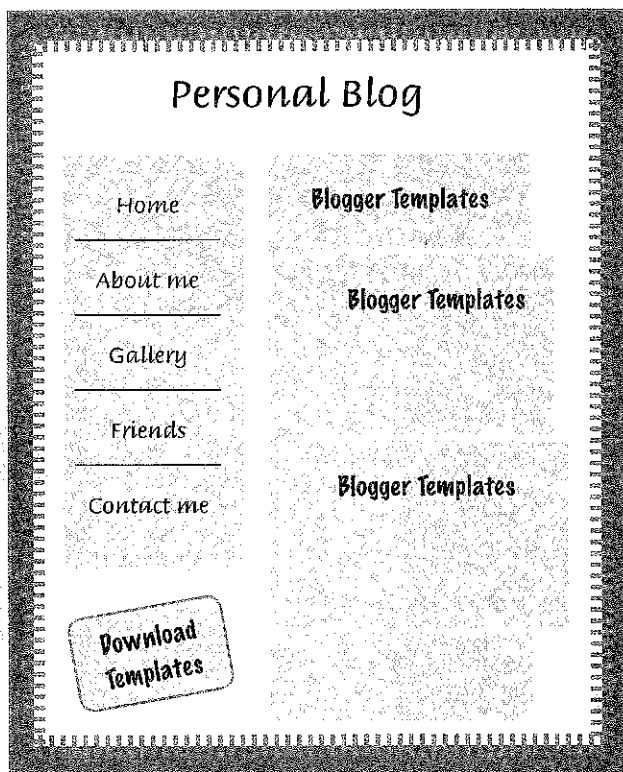 Personal Blog
Home
About me
Gallery
Friends
Contact me
Download
Templates
Blogger Templates
Blogger Templates
Blogger Templates